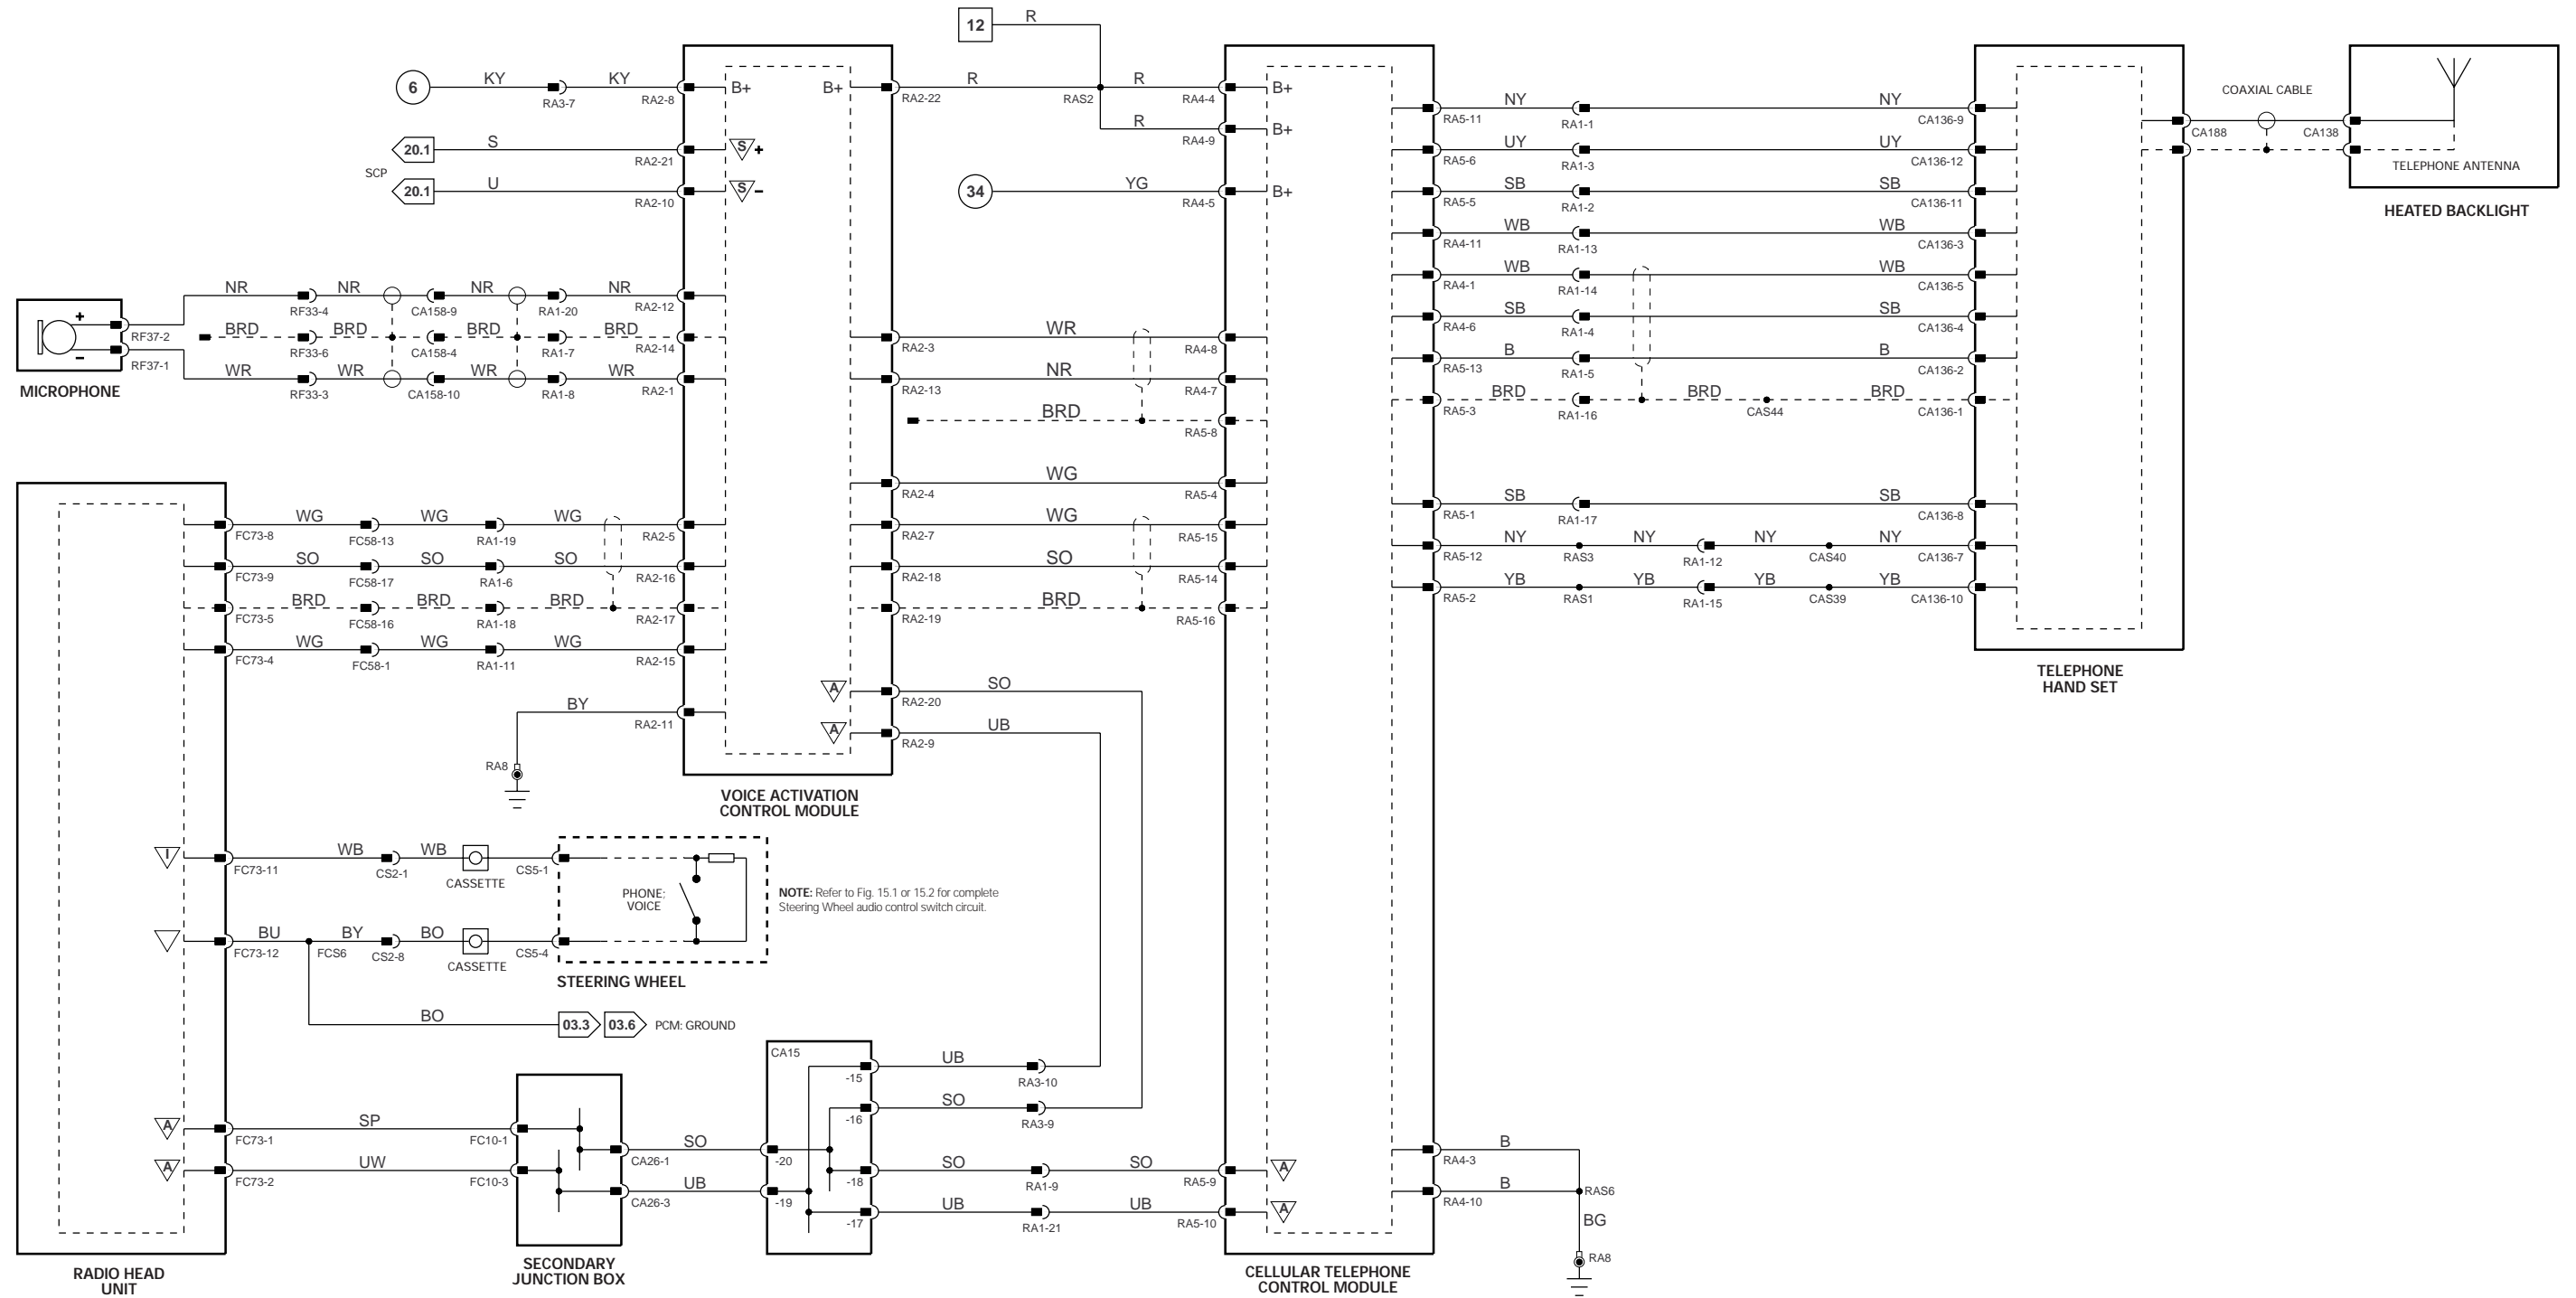 12
R
6
KY
RA3-7
KY
RA2-8
B+
B+
RA2-22
R
RAS2
R
RA4-4
B+
R
RA4-9
B+
20.1
S
RA2-21
S
+
SCP
20.1
U
RA2-10
S
–
34
YG
RA4-5
B+
NR
RF33-4
NR
CA158-9
NR
RA1-20
NR
RA2-12
+
–
RF37-2
RF37-1
BRD
RF33-6
BRD
CA158-4
BRD
RA1-7
BRD
RA2-14
WR
RF33-3
WR
CA158-10
WR
RA1-8
WR
RA2-1
MICROPHONE
RA2-3
WR
RA4-8
RA2-13
NR
RA4-7
BRD
RA5-8
RA2-4
WG
RA5-4
RA2-7
WG
RA5-15
RA2-18
SO
RA5-14
RA2-19
BRD
RA5-16
FC73-8
WG
FC58-13
WG
RA1-19
WG
RA2-5
FC73-9
SO
FC58-17
SO
RA1-6
SO
RA2-16
FC73-5
BRD
FC58-16
BRD
RA1-18
BRD
RA2-17
FC73-4
WG
FC58-1
WG
RA1-11
WG
RA2-15
BY
RA2-11
RA8
A
RA2-20
SO
A
RA2-9
UB
VOICE ACTIVATION
CONTROL MODULE
I
FC73-11
WB
CS2-1
WB
CASSETTE
CS5-1
FC73-12
BU
FCS6
BY
CS2-8
BO
CASSETTE
CS5-4
PHONE;
VOICE
STEERING WHEEL
NOTE: Refer to Fig. 15.1 or 15.2 for complete
Steering Wheel audio control switch circuit.
BO
03.3
03.6
PCM: GROUND
A
FC73-1
SP
FC10-1
A
FC73-2
UW
FC10-3
RADIO HEAD
UNIT
CA26-1
SO
CA26-3
UB
SECONDARY
JUNCTION BOX
CA15
-15
-16
-20
-18
-19
-17
UB
RA3-10
SO
RA3-9
SO
RA1-9
SO
RA5-9
A
UB
RA1-21
UB
RA5-10
A
CELLULAR TELEPHONE
CONTROL MODULE
RA5-11
NY
RA1-1
NY
CA136-9
RA5-6
UY
RA1-3
UY
CA136-12
RA5-5
SB
RA1-2
SB
CA136-11
RA4-11
WB
RA1-13
WB
CA136-3
RA4-1
WB
RA1-14
WB
CA136-5
RA4-6
SB
RA1-4
SB
CA136-4
RA5-13
B
RA1-5
B
CA136-2
RA5-3
BRD
RA1-16
BRD
CAS44
BRD
CA136-1
RA5-1
SB
RA1-17
SB
CA136-8
RA5-12
NY
RAS3
NY
RA1-12
NY
CAS40
NY
CA136-7
RA5-2
YB
RAS1
YB
RA1-15
YB
CAS39
YB
CA136-10
TELEPHONE
HAND SET
CA188
COAXIAL CABLE
CA138
TELEPHONE ANTENNA
HEATED BACKLIGHT
RA4-3
B
RA4-10
B
RAS6
BG
RA8